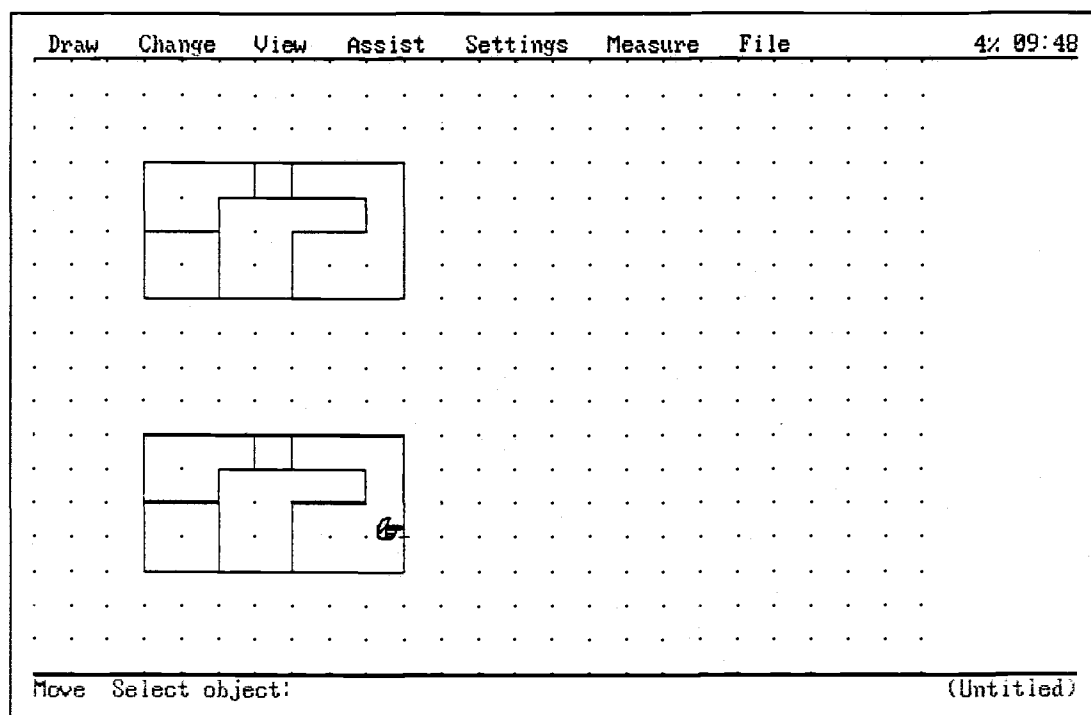 Draw Change View Assist Settings Measure File 4% 09:48
Move Select object:
(Untitled)